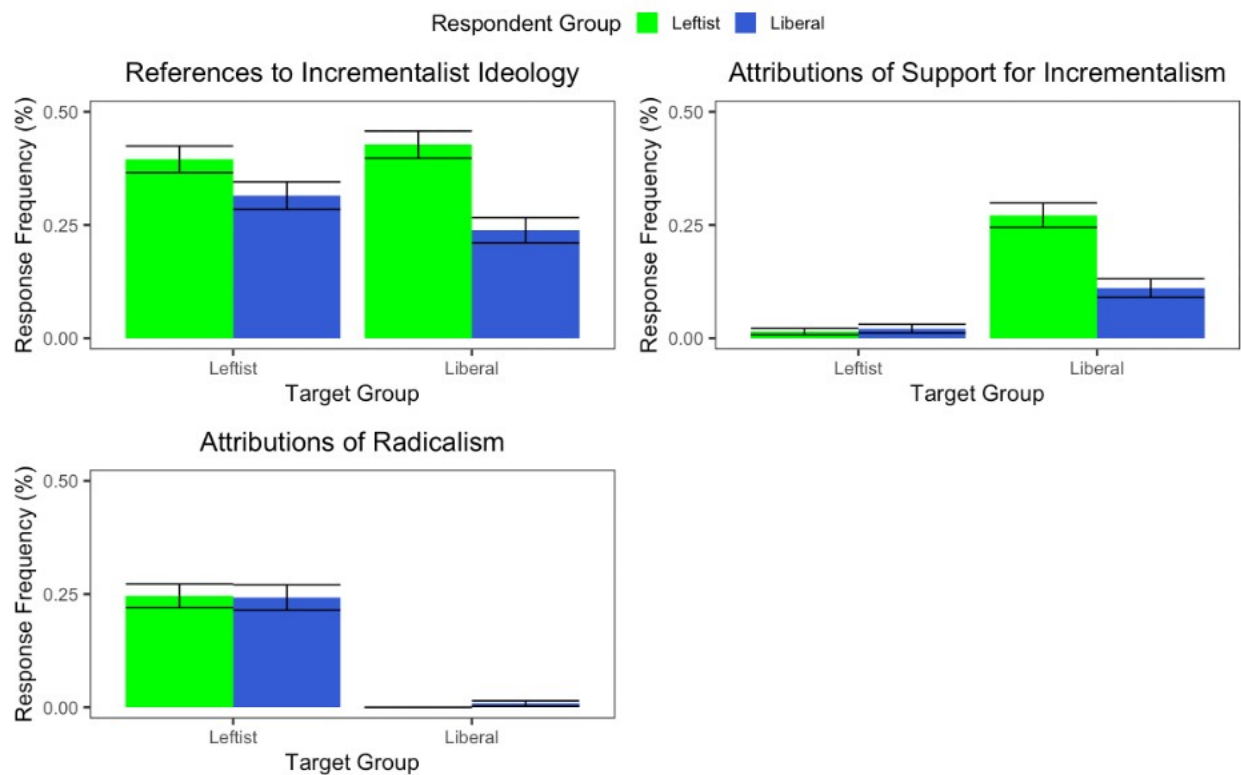 Respondent Group Leftist Liberal
References to Incrementalist Ideology
Response Frequency (%)
0.50
0.25
0.00
Leftist Liberal
Target Group
Attributions of Support for Incrementalism
Response Frequency (%)
0.50
0.25
0.00
Leftist Liberal
Target Group
Attributions of Radicalism
Response Frequency (%)
0.50
0.25
0.00
Leftist Liberal
Target Group